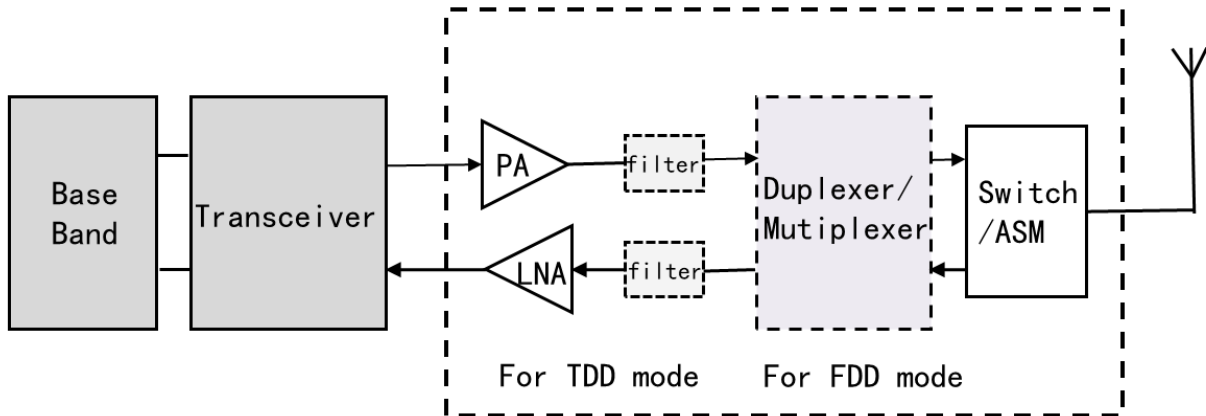 Base
Band
Transceiver
PA
filter
LNA
filter
Duplexer/
Mutiplexer
Switch
/ASM
For TDD mode
For FDD mode